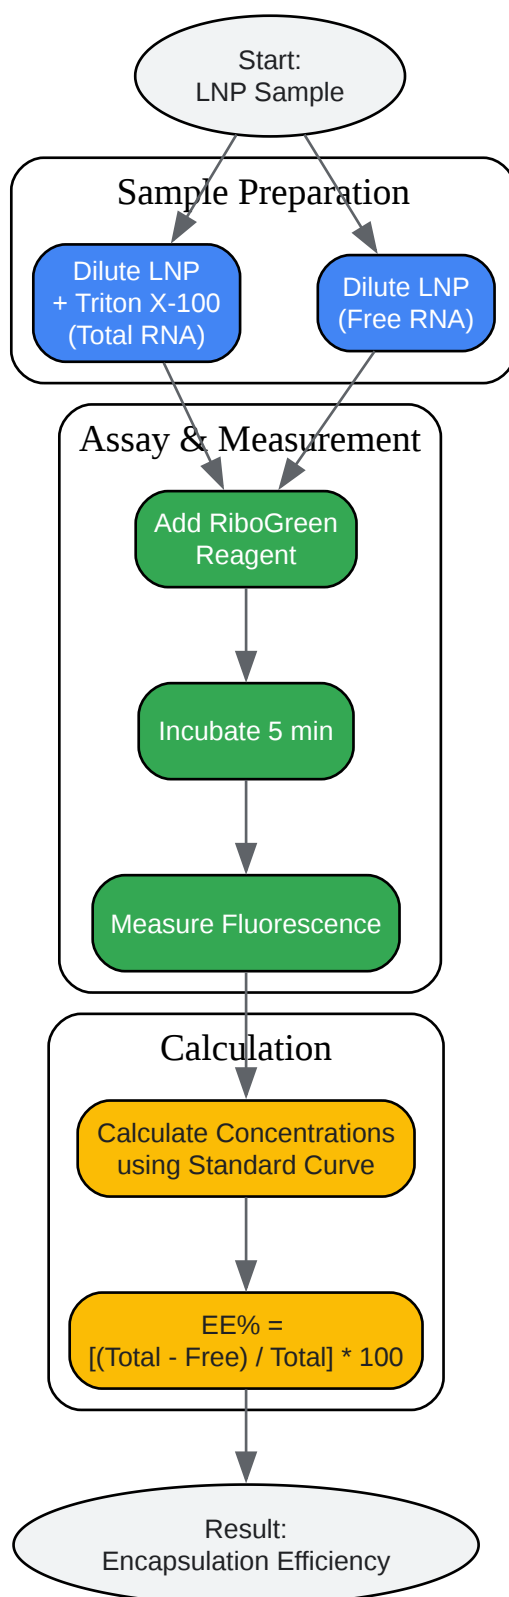 Start:
LNP Sample
Sample Preparation
Dilute LNP
+ Triton X-100
(Total RNA)
Dilute LNP
(Free RNA)
Assay & Measurement
Add RiboGreen
Reagent
Incubate 5 min
Measure Fluorescence
Calculation
Calculate Concentrations
using Standard Curve
EE% =
[(Total - Free) / Total] * 100
Result:
Encapsulation Efficiency